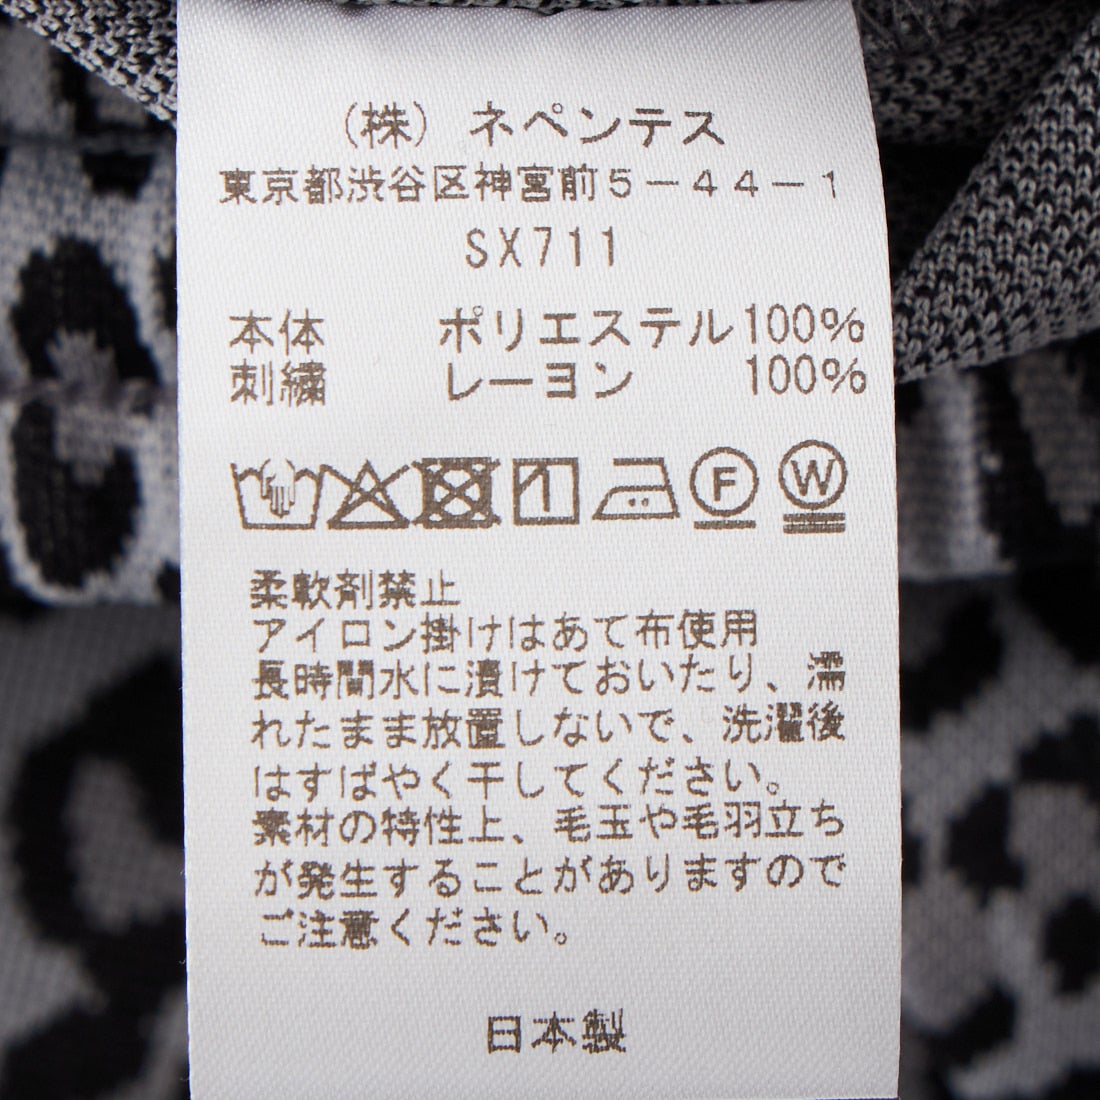 （株）ネペンテス
東京都渋谷区神宮前５－４４－１
SX711
本体 ポリエステル100%
刺繍 レーヨン 100%
F W
柔軟剤禁止
アイロン掛けはあて布使用
長時間水に漬けておいたり、濡
れたまま放置しないで、洗濯後
はすばやく干してください。
素材の特性上、毛玉や毛羽立ち
が発生することがありますので
ご注意ください。
日本製